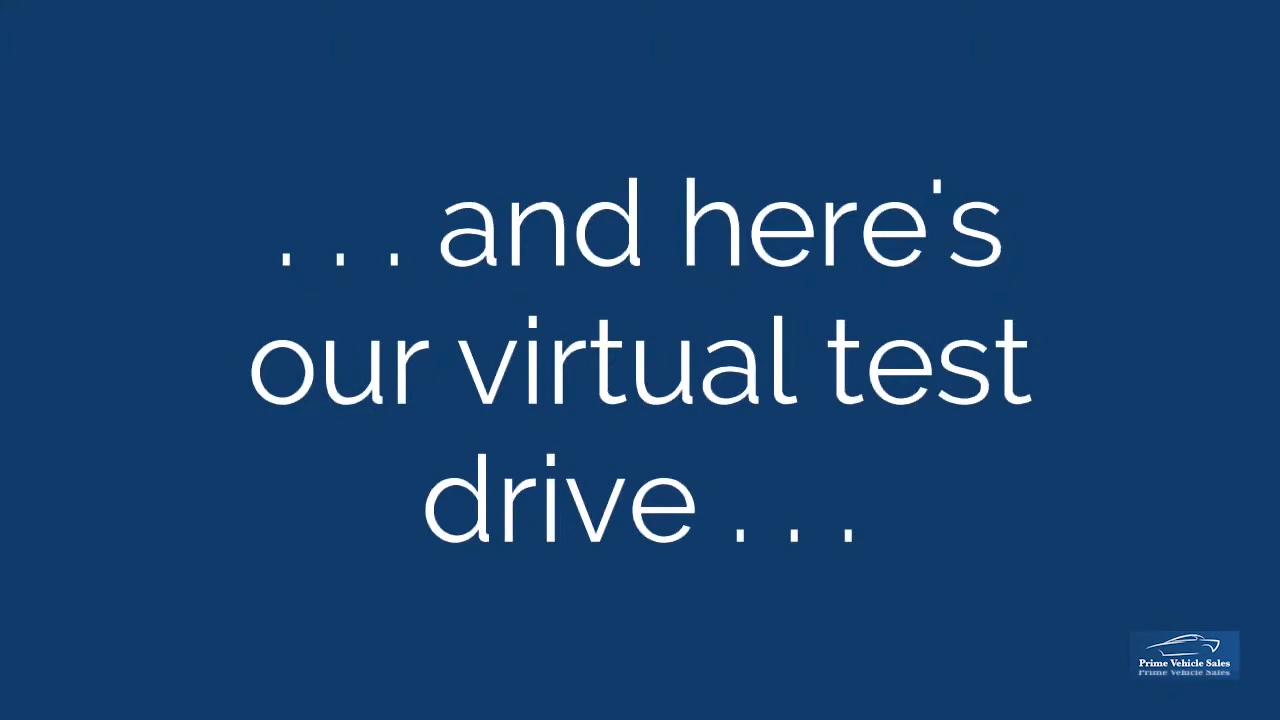 . . . and here's
our virtual test
drive . . .
Prime Vehicle Sales
Prime Vehicle Sales